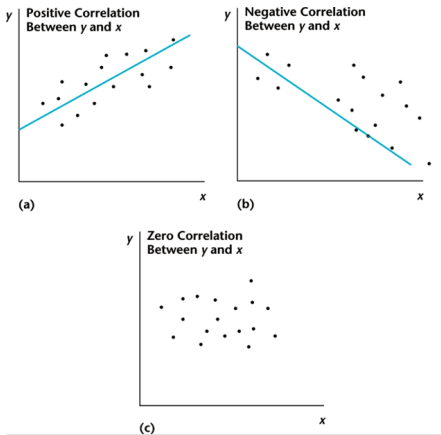 y
Positive Correlation
Between y and x
x
(a)
y
Negative Correlation
Between y and x
x
(b)
y
Zero Correlation
Between y and x
x
(c)